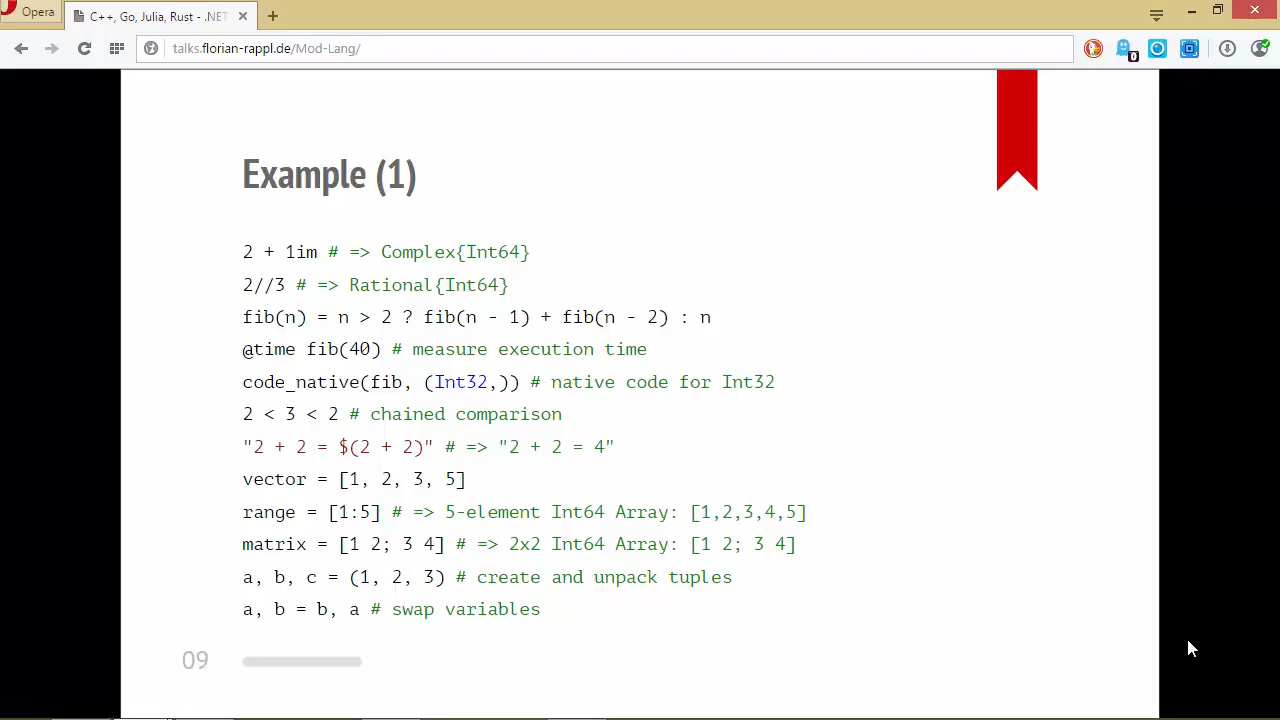 Opera
C++, Go, Julia, Rust - .NET
talks.florian-rappl.de/Mod-Lang/
0
Example (1)
2 + 1im # => Complex{Int64}
2//3 # => Rational{Int64}
fib(n) = n > 2 ? fib(n - 1) + fib(n - 2) : n
@time fib(40) # measure execution time
code_native(fib, (Int32,)) # native code for Int32
2 < 3 < 2 # chained comparison
"2 + 2 = $(2 + 2)" # => "2 + 2 = 4"
vector = [1, 2, 3, 5]
range = [1:5] # => 5-element Int64 Array: [1,2,3,4,5]
matrix = [1 2; 3 4] # => 2x2 Int64 Array: [1 2; 3 4]
a, b, c = (1, 2, 3) # create and unpack tuples
a, b = b, a # swap variables
09